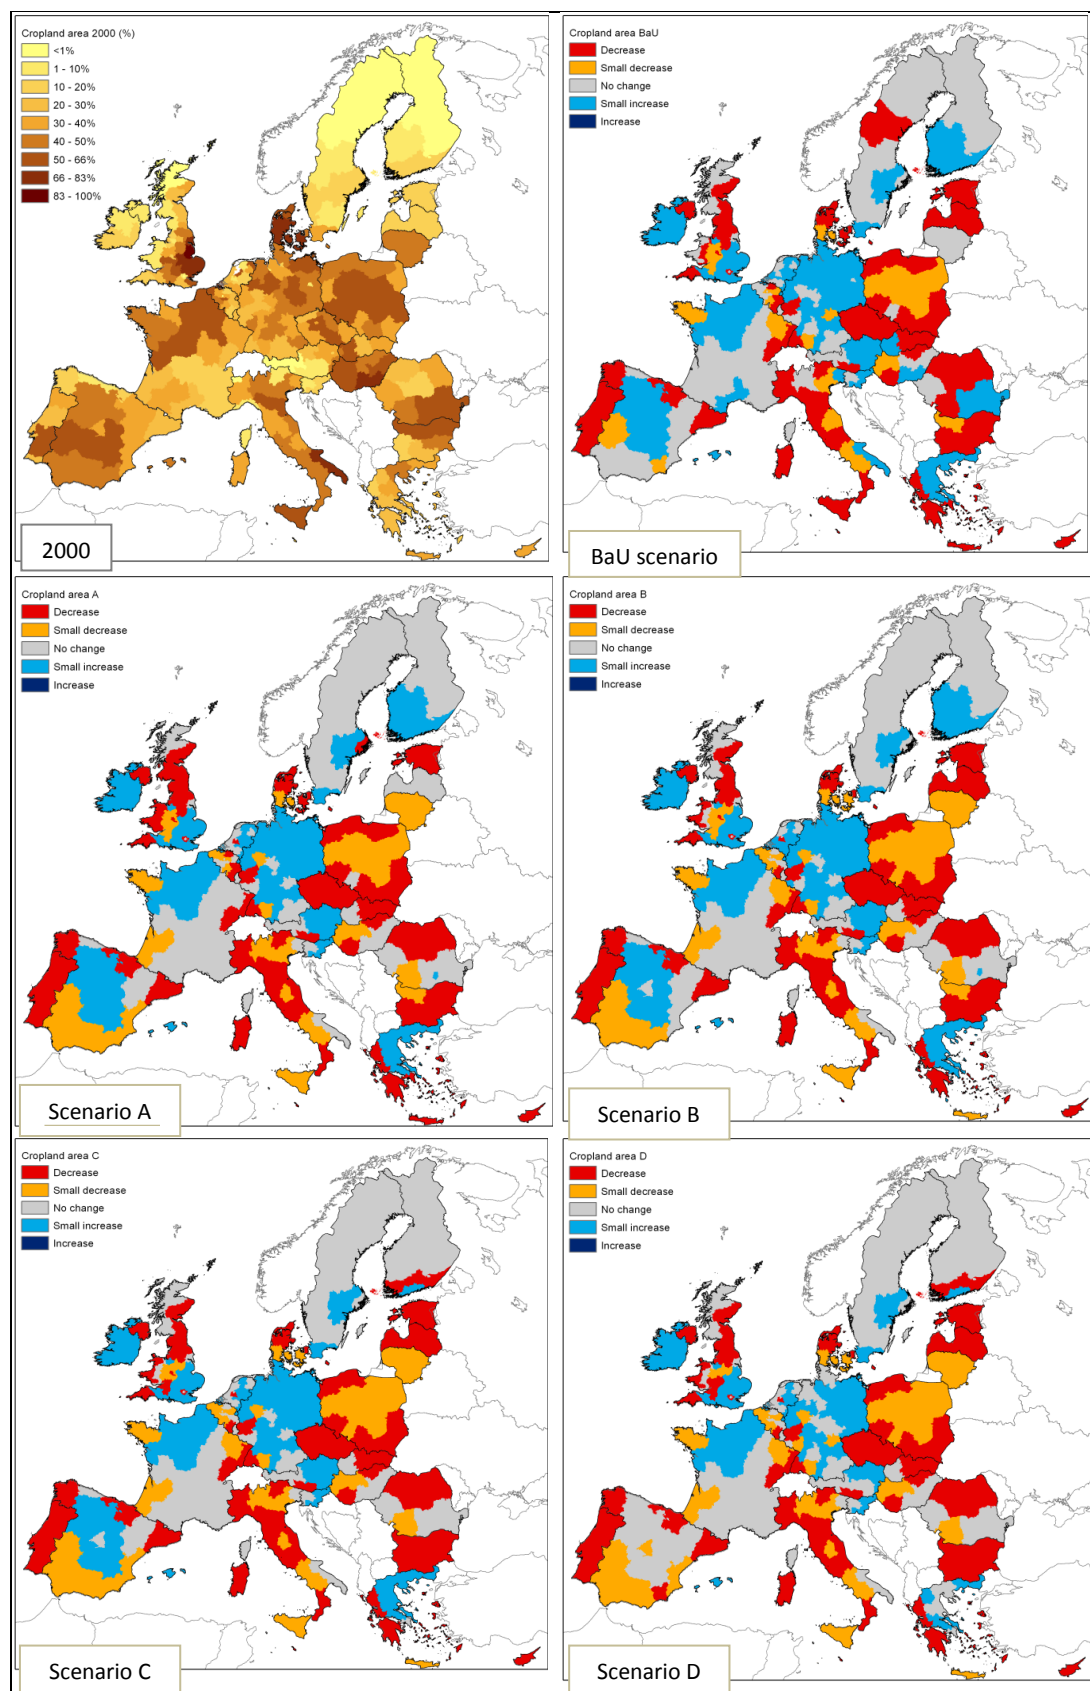 Cropland area 2000 (%)
<1%
1 - 10%
10 - 20%
20 - 30%
30 - 40%
40 - 50%
50 - 66%
66 - 83%
83 - 100%
2000
Cropland area BaU
Decrease
Small decrease
No change
Small increase
Increase
BaU scenario
Cropland area A
Decrease
Small decrease
No change
Small increase
Increase
Scenario A
Cropland area B
Decrease
Small decrease
No change
Small increase
Increase
Scenario B
Cropland area C
Decrease
Small decrease
No change
Small increase
Increase
Scenario C
Cropland area D
Decrease
Small decrease
No change
Small increase
Increase
Scenario D